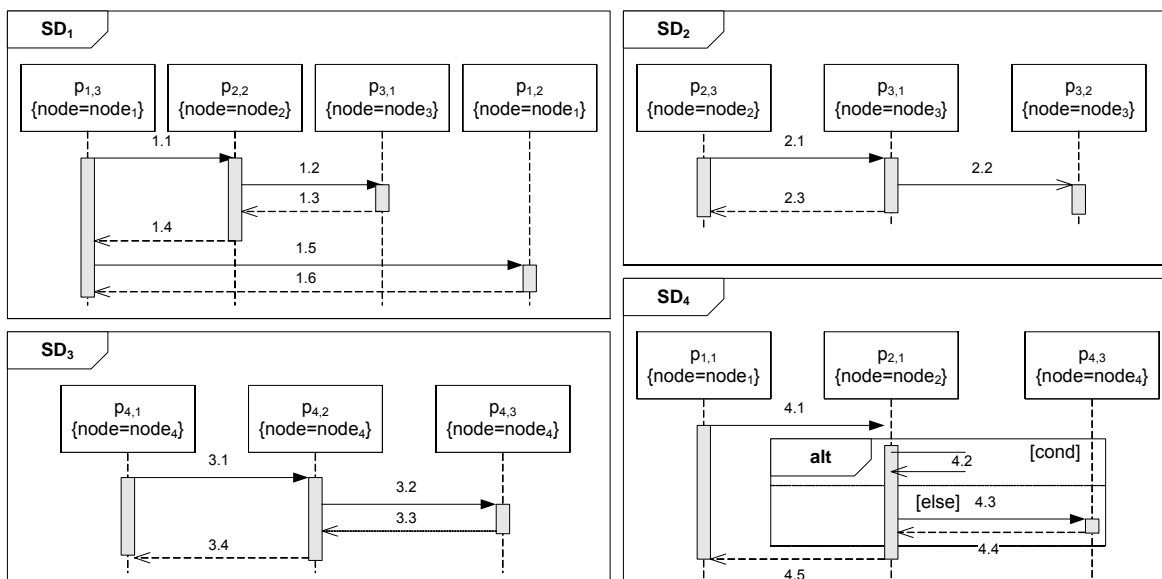 SD₁
p₁,₃
{node=node₁}
p₂,₂
{node=node₂}
p₃,₁
{node=node₃}
p₁,₂
{node=node₁}
1.1
1.2
1.3
1.4
1.5
1.6
SD₂
p₂,₃
{node=node₂}
p₃,₁
{node=node₃}
p₃,₂
{node=node₃}
2.1
2.2
2.3
SD₃
p₄,₁
{node=node₄}
p₄,₂
{node=node₄}
p₄,₃
{node=node₄}
3.1
3.2
3.3
3.4
SD₄
p₁,₁
{node=node₁}
p₂,₁
{node=node₂}
p₄,₃
{node=node₄}
4.1
alt
[cond]
4.2
[else]
4.3
4.4
4.5